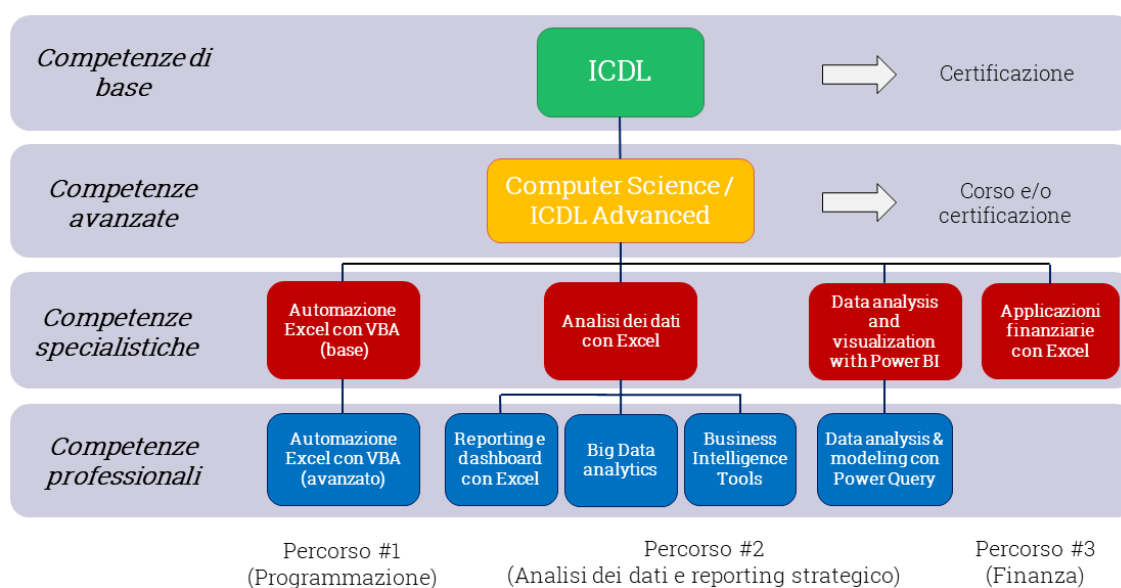 Competenze di
base
ICDL
Certificazione
Competenze
avanzate
Computer Science /
ICDL Advanced
Corso e/o
certificazione
Competenze
specialistiche
Automazione
Excel con VBA
(base)
Analisi dei dati
con Excel
Data analysis
and
visualization
with Power BI
Applicazioni
finanziarie
con Excel
Competenze
professionali
Automazione
Excel con VBA
(avanzato)
Reporting e
dashboard
con Excel
Big Data
analytics
Business
Intelligence
Tools
Data analysis &
modeling con
Power Query
Percorso #1
(Programmazione)
Percorso #2
(Analisi dei dati e reporting strategico)
Percorso #3
(Finanza)